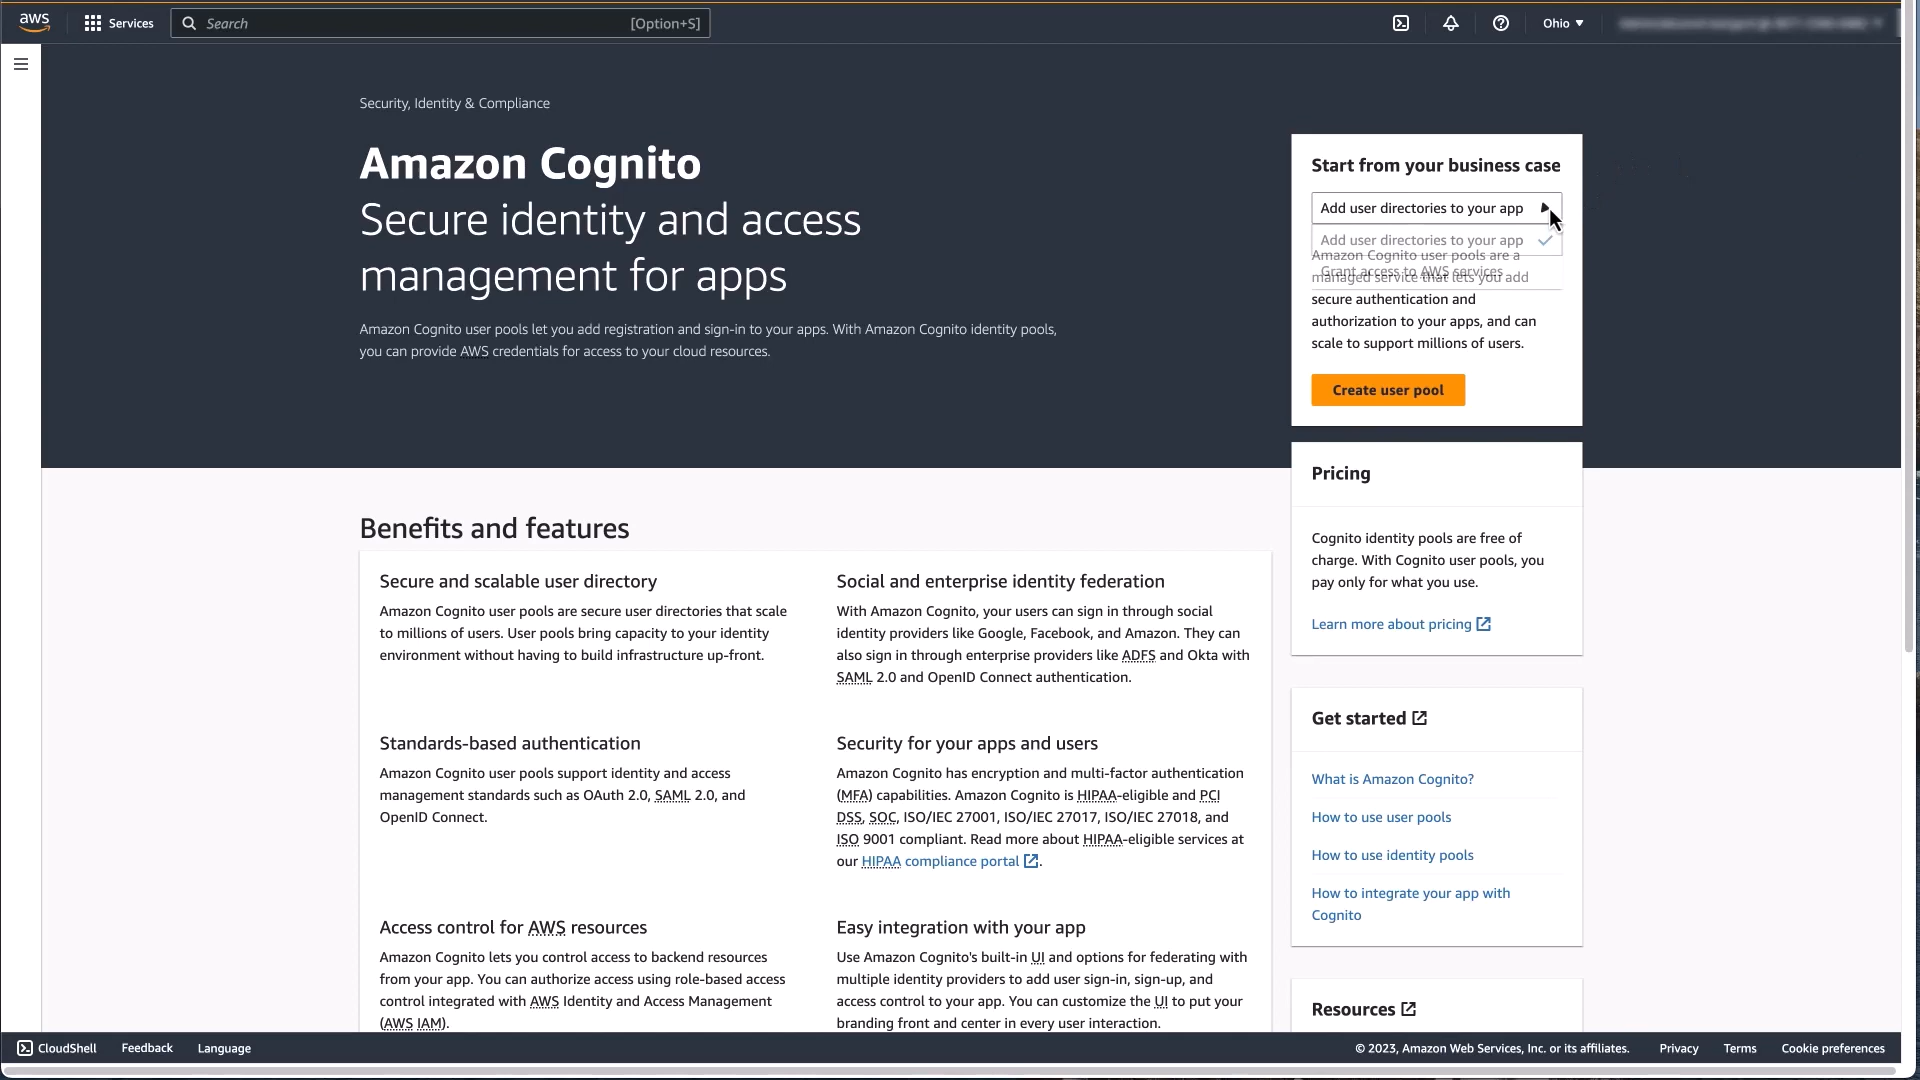 aws
Services
Search
[Option+S]
Ohio
Security, Identity & Compliance
Amazon Cognito
Secure identity and access
management for apps
Amazon Cognito user pools let you add registration and sign-in to your apps. With Amazon Cognito identity pools,
you can provide AWS credentials for access to your cloud resources.
Start from your business case
Add user directories to your app
Add user directories to your app
Amazon Cognito user pools are a
Grant access to AWS services
managed service that lets you add
secure authentication and
authorization to your apps, and can
scale to support millions of users.
Create user pool
Pricing
Cognito identity pools are free of
charge. With Cognito user pools, you
pay only for what you use.
Learn more about pricing
Benefits and features
Secure and scalable user directory
Amazon Cognito user pools are secure user directories that scale
to millions of users. User pools bring capacity to your identity
environment without having to build infrastructure up-front.
Social and enterprise identity federation
With Amazon Cognito, your users can sign in through social
identity providers like Google, Facebook, and Amazon. They can
also sign in through enterprise providers like ADFS and Okta with
SAML 2.0 and OpenID Connect authentication.
Standards-based authentication
Amazon Cognito user pools support identity and access
management standards such as OAuth 2.0, SAML 2.0, and
OpenID Connect.
Security for your apps and users
Amazon Cognito has encryption and multi-factor authentication
(MFA) capabilities. Amazon Cognito is HIPAA-eligible and PCI
DSS, SOC, ISO/IEC 27001, ISO/IEC 27017, ISO/IEC 27018, and
ISO 9001 compliant. Read more about HIPAA-eligible services at
our HIPAA compliance portal.
Access control for AWS resources
Amazon Cognito lets you control access to backend resources
from your app. You can authorize access using role-based access
control integrated with AWS Identity and Access Management
(AWS IAM).
Easy integration with your app
Use Amazon Cognito's built-in UI and options for federating with
multiple identity providers to add user sign-in, sign-up, and
access control to your app. You can customize the UI to put your
branding front and center in every user interaction.
Get started
What is Amazon Cognito?
How to use user pools
How to use identity pools
How to integrate your app with
Cognito
Resources
CloudShell
Feedback
Language
© 2023, Amazon Web Services, Inc. or its affiliates.
Privacy
Terms
Cookie preferences